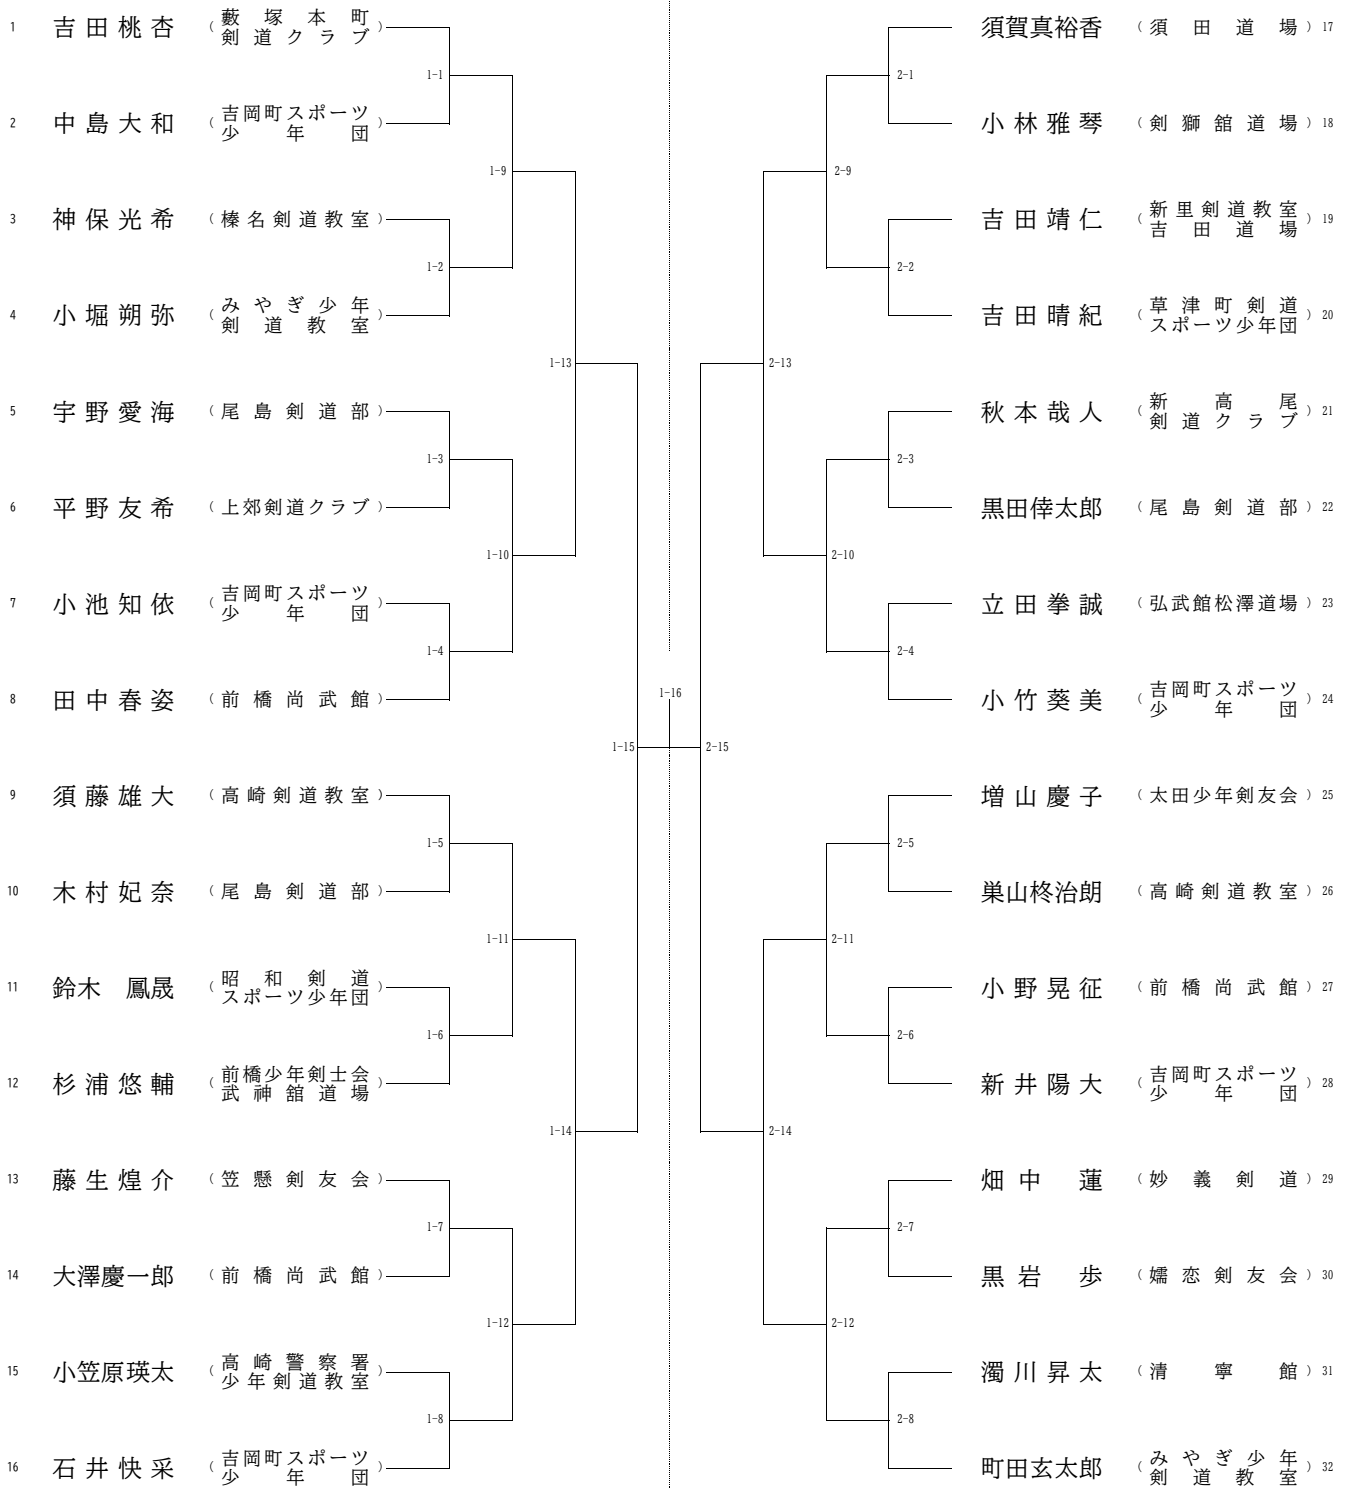 1 吉田桃杏 (藪塚本町
剣道クラブ)
1-1
2 中島大和 (吉岡町スポーツ
少年団)
1-9
3 神保光希 (榛名剣道教室)
1-2
4 小堀朔弥 (みやぎ少年
剣道教室)
1-13
5 宇野愛海 (尾島剣道部)
1-3
6 平野友希 (上郊剣道クラブ)
1-10
7 小池知依 (吉岡町スポーツ
少年団)
1-4
8 田中春姿 (前橋尚武館)
1-15
9 須藤雄大 (高崎剣道教室)
1-5
10 木村妃奈 (尾島剣道部)
1-11
11 鈴木 鳳晟 (昭和剣道
スポーツ少年団)
1-6
12 杉浦悠輔 (前橋少年剣士会
武神舘道場)
1-14
13 藤生煌介 (笠懸剣友会)
1-7
14 大澤慶一郎 (前橋尚武館)
1-12
15 小笠原瑛太 (高崎警察署
少年剣道教室)
1-8
16 石井快采 (吉岡町スポーツ
少年団)
1-16
須賀真裕香 (須田道場) 17
2-1
小林雅琴 (剣獅舘道場) 18
2-9
吉田靖仁 (新里剣道教室
吉田道場) 19
2-2
吉田晴紀 (草津町剣道
スポーツ少年団) 20
2-13
秋本哉人 (新高尾
剣道クラブ) 21
2-3
黒田倖太郎 (尾島剣道部) 22
2-10
立田拳誠 (弘武館松澤道場) 23
2-4
小竹葵美 (吉岡町スポーツ
少年団) 24
2-15
増山慶子 (太田少年剣友会) 25
2-5
巣山柊治朗 (高崎剣道教室) 26
2-11
小野晃征 (前橋尚武館) 27
2-6
新井陽大 (吉岡町スポーツ
少年団) 28
2-14
畑中 蓮 (妙義剣道) 29
2-7
黒岩 歩 (嬬恋剣友会) 30
2-12
濁川昇太 (清寧館) 31
2-8
町田玄太郎 (みやぎ少年
剣道教室) 32